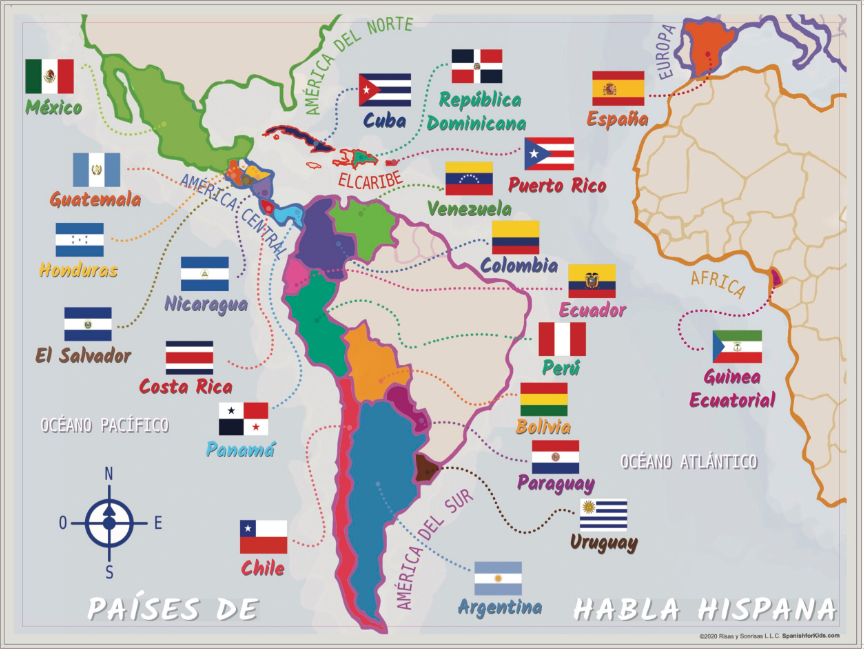 AMÉRICA DEL NORTE
EUROPA
México
Cuba
República
Dominicana
España
Guatemala
AMÉRICA CENTRAL
EL CARIBE
Puerto Rico
Venezuela
Honduras
Colombia
Nicaragua
Ecuador
AFRICA
El Salvador
Costa Rica
Perú
Guinea
Ecuatorial
OCÉANO PACÍFICO
Panamá
Bolivia
OCÉANO ATLÁNTICO
Paraguay
N
O
E
S
AMÉRICA DEL SUR
Uruguay
Chile
Argentina
PAÍSES DE HABLA HISPANA
©2020 Risas y Sonrisas L.L.C. SpanishforKids.com